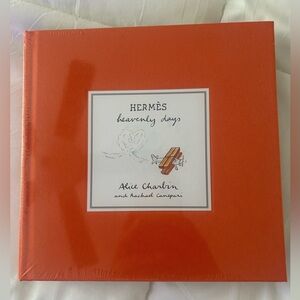 HERMÈS
heavenly days
Alice Charbin
and Rachael Canepari